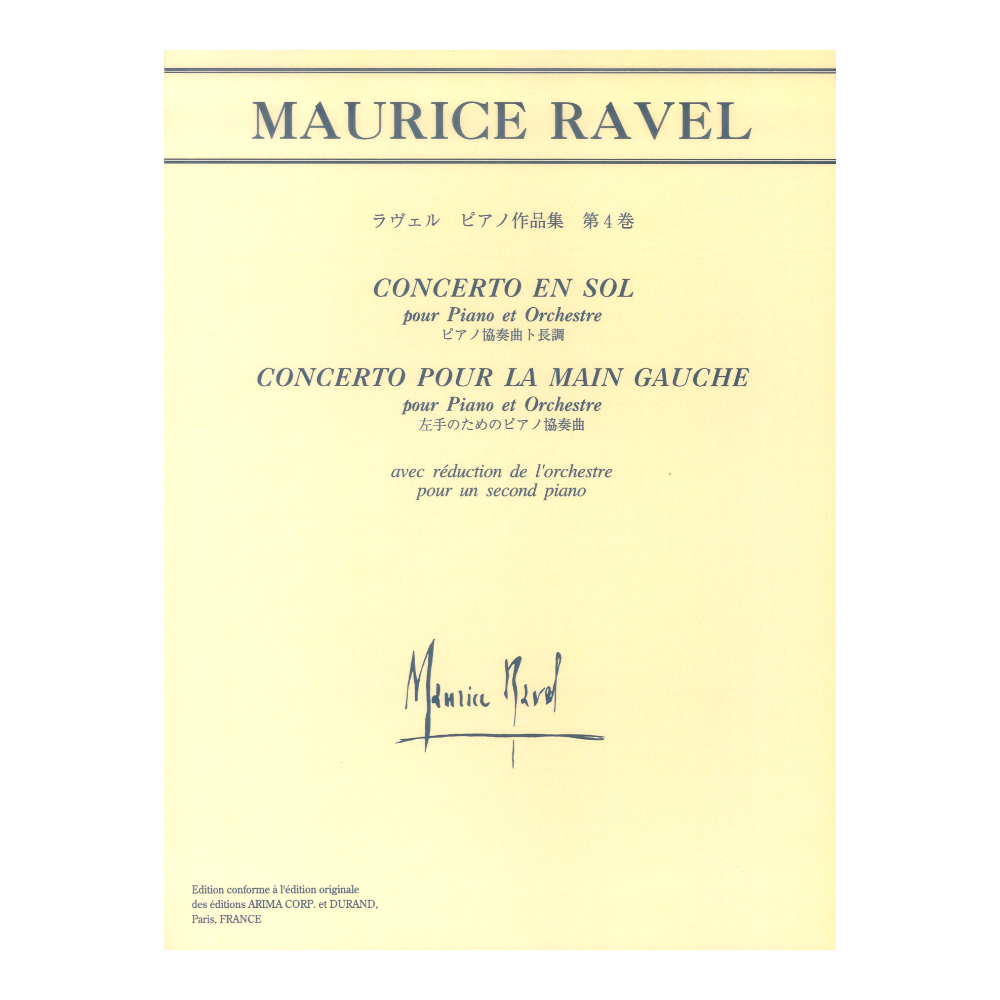 MAURICE RAVEL
ラヴェル ピアノ作品集 第4巻
CONCERTO EN SOL
pour Piano et Orchestre
ピアノ協奏曲ト長調
CONCERTO POUR LA MAIN GAUCHE
pour Piano et Orchestre
左手のためのピアノ協奏曲
avec réduction de l'orchestre
pour un second piano
Maurice Ravel
Edition conforme à l'édition originale
des éditions ARIMA CORP. et DURAND,
Paris, FRANCE